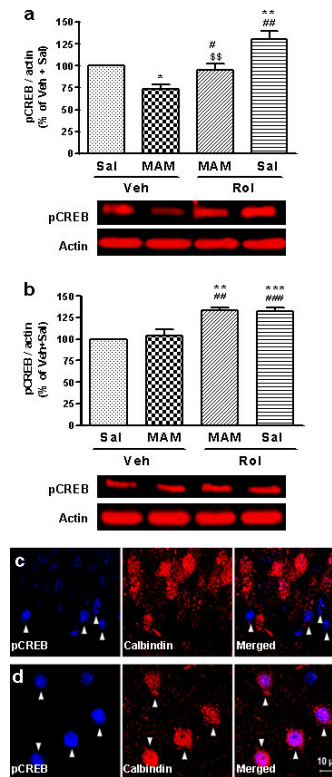 a
pCREB / actin
(% of Veh + Sal)
150
125
100
75
50
25
0
*
#
$$
**
##
Sal MAM MAM Sal
Veh Rol
pCREB
Actin
b
pCREB / actin
(% of Veh+Sal)
150
125
100
75
50
25
0
**
##
***
###
Sal MAM MAM Sal
Veh Rol
pCREB
Actin
c
pCREB Calbindin Merged
d
pCREB Calbindin Merged
10